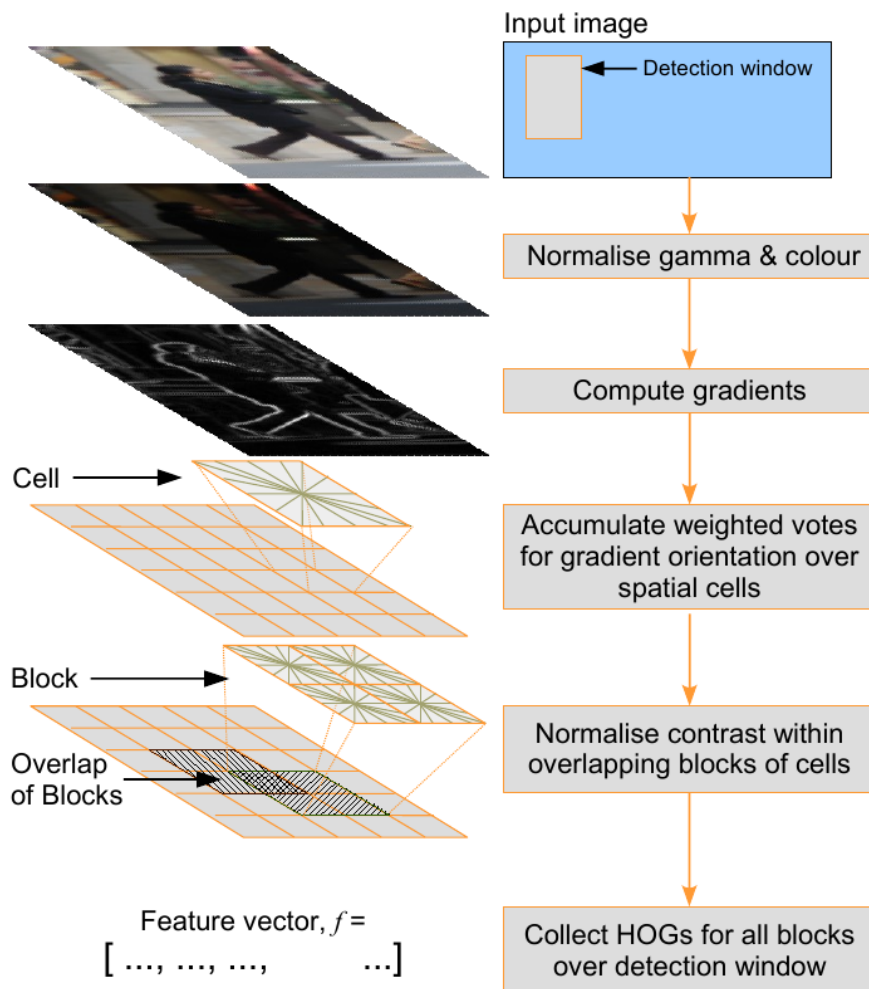 Input image
Detection window
Normalise gamma & colour
Compute gradients
Cell
Accumulate weighted votes
for gradient orientation over
spatial cells
Block
Normalise contrast within
overlapping blocks of cells
Overlap
of Blocks
Feature vector, f =
[ ..., ..., ..., ...]
Collect HOGs for all blocks
over detection window